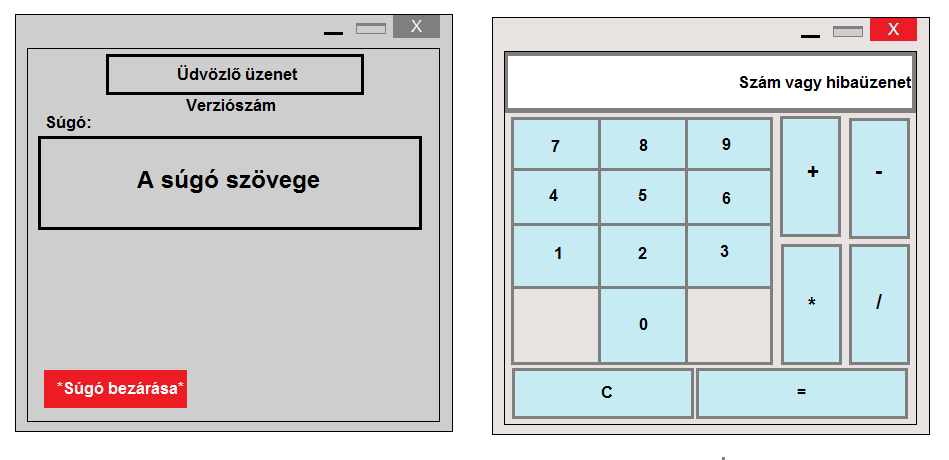 X
Üdvözlő üzenet
Verziószám
Súgó:
A súgó szövege
*Súgó bezárása*
X
Szám vagy hibaüzenet
7 8 9 + -
4 5 6
1 2 3
0 * /
C =